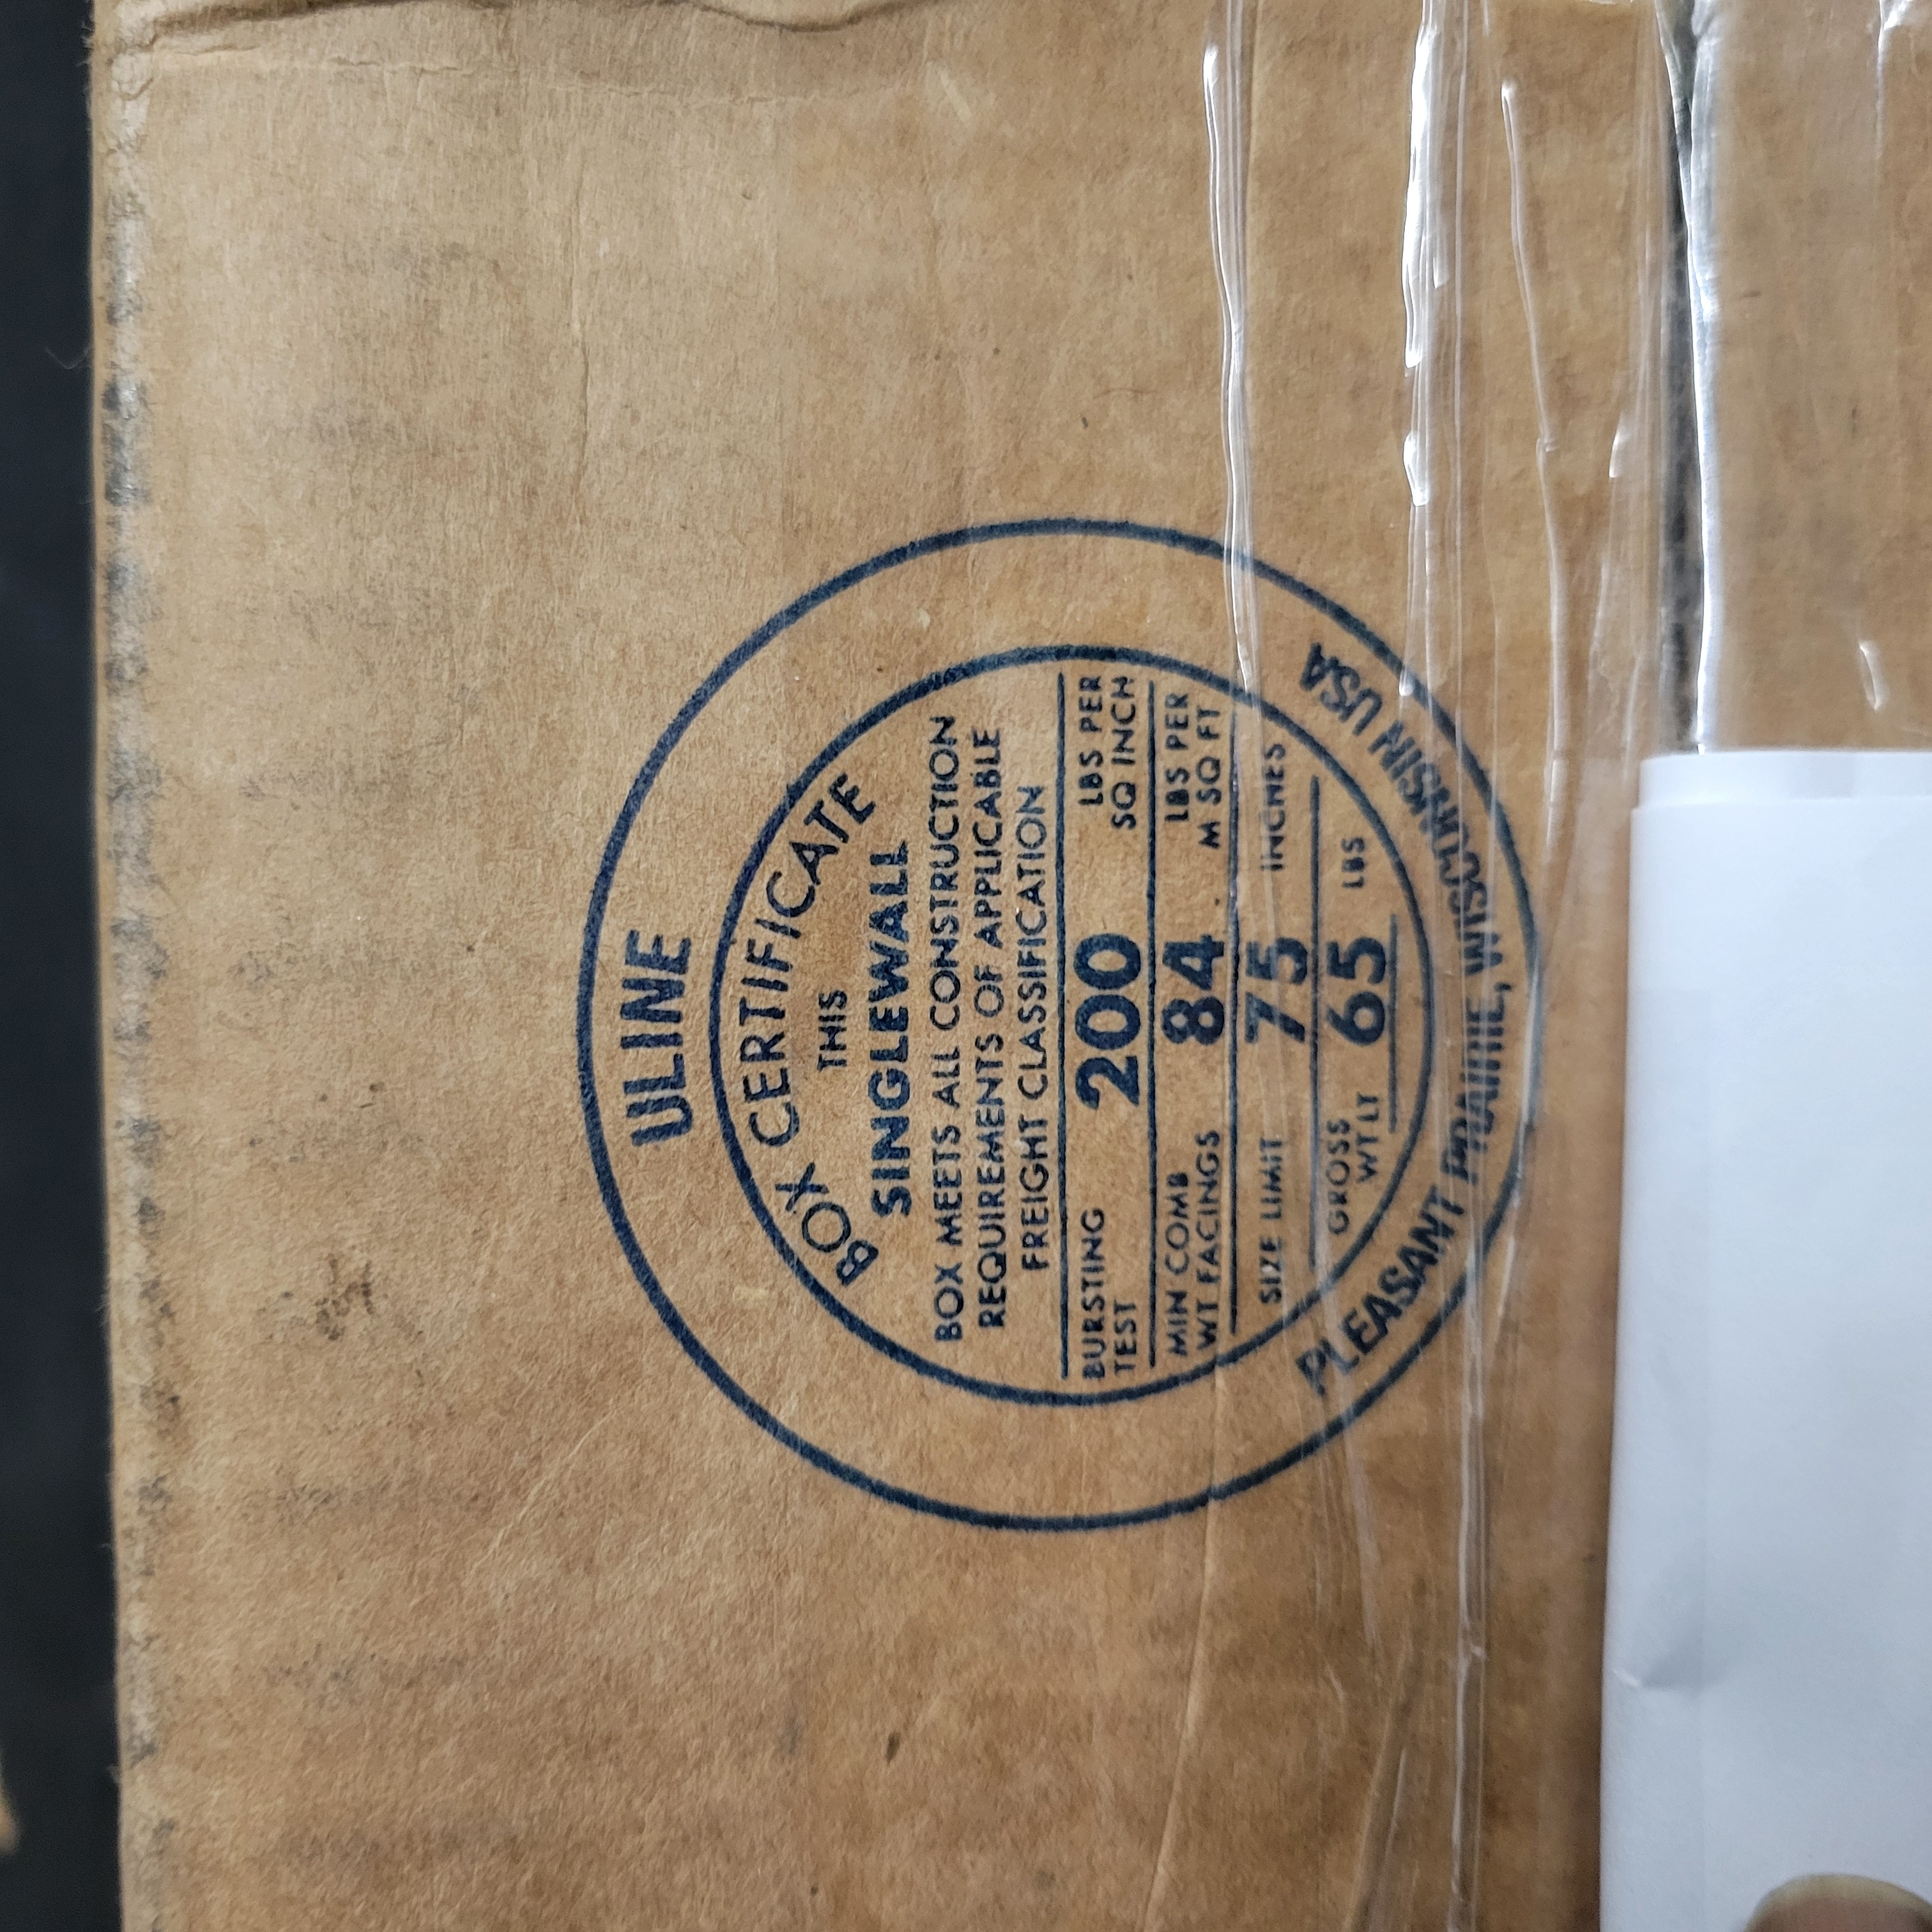 ULINE
BOX CERTIFICATE
THIS
SINGLEWALL
BOX MEETS ALL CONSTRUCTION
REQUIREMENTS OF APPLICABLE
FREIGHT CLASSIFICATION
BURSTING TEST 200 LBS PER SQ INCH
MIN COMB WT FACINGS 84 LBS PER M SQ FT
SIZE LIMIT 75 INCHES
GROSS WT LT 65 LBS
PLEASANT PRAIRIE, WISCONSIN USA